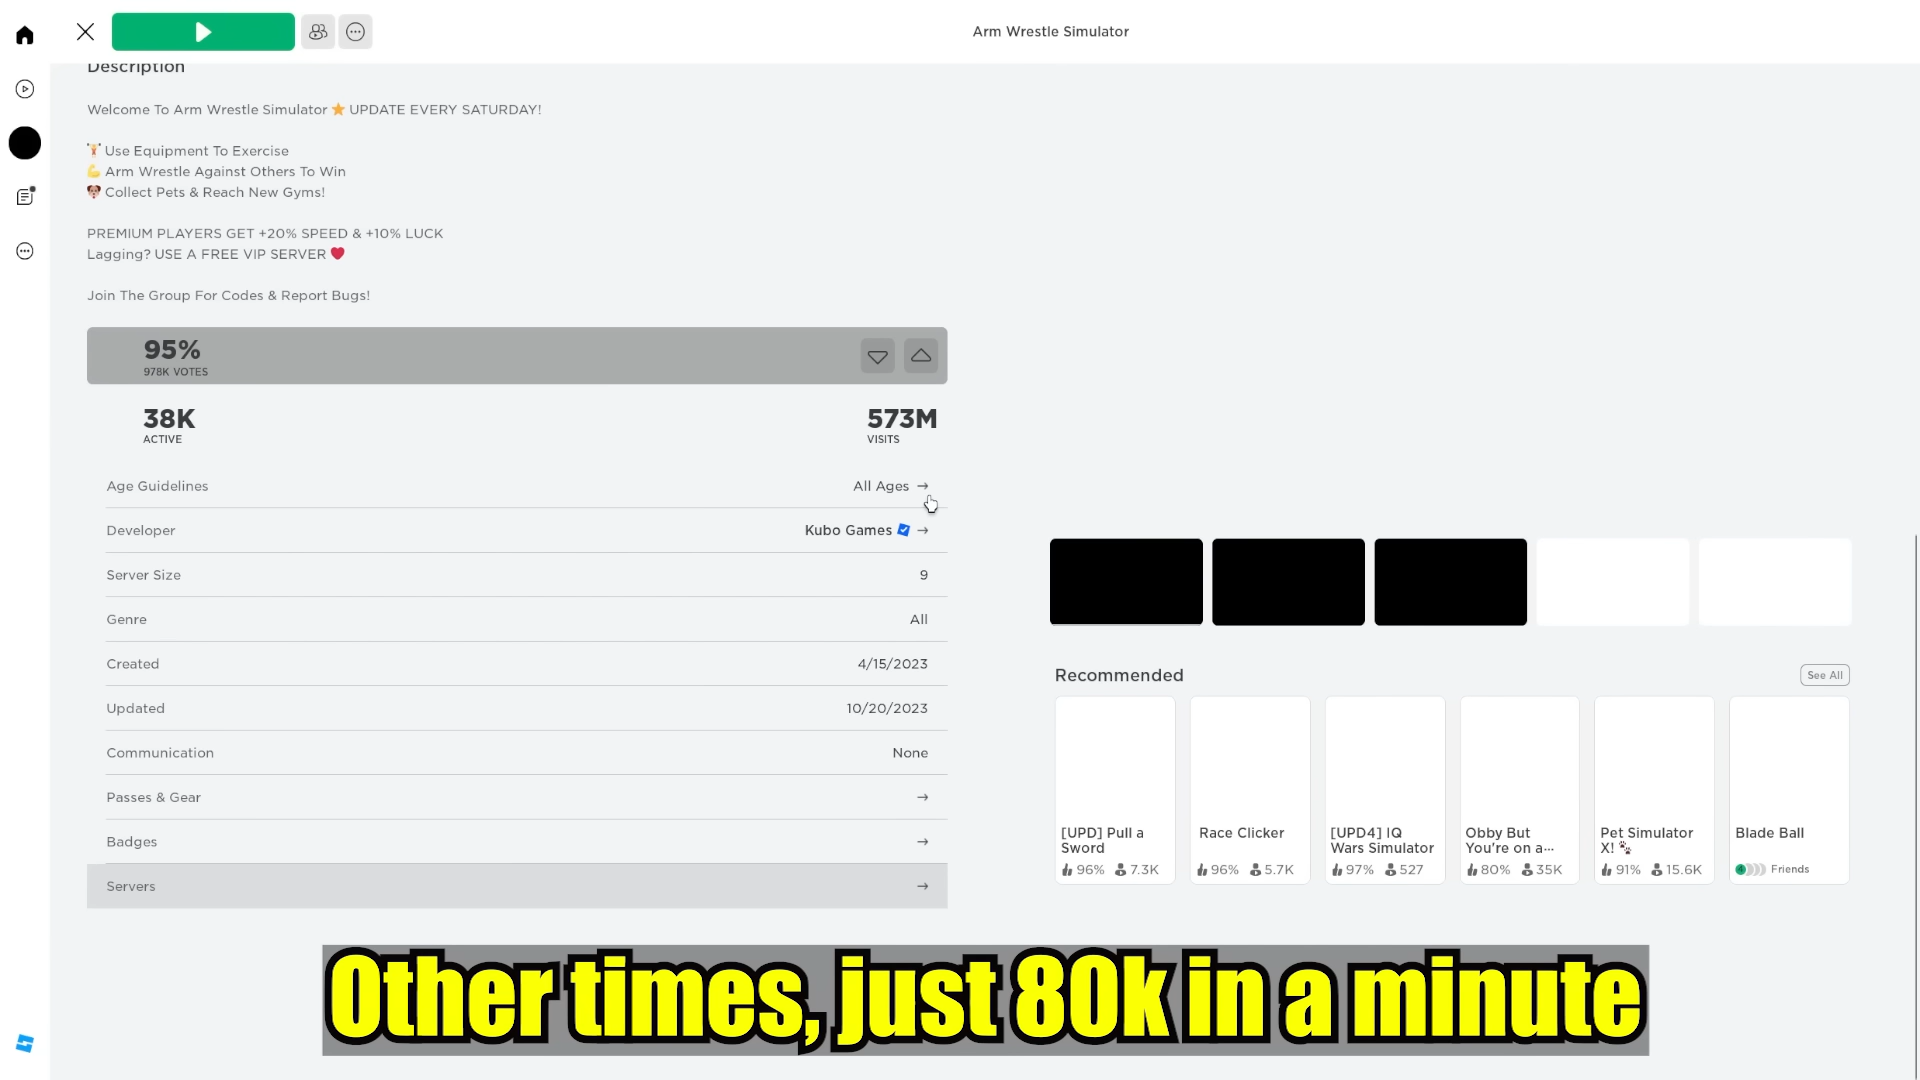 Arm Wrestle Simulator
Description
Welcome To Arm Wrestle Simulator ⭐ UPDATE EVERY SATURDAY!
🏋 Use Equipment To Exercise
💪 Arm Wrestle Against Others To Win
🐶 Collect Pets & Reach New Gyms!
PREMIUM PLAYERS GET +20% SPEED & +10% LUCK
Lagging? USE A FREE VIP SERVER ❤️
Join The Group For Codes & Report Bugs!
95%
978K VOTES
38K
ACTIVE
573M
VISITS
Age Guidelines All Ages →
Developer Kubo Games →
Server Size 9
Genre All
Created 4/15/2023
Updated 10/20/2023
Communication None
Passes & Gear →
Badges →
Servers →
Recommended
See All
[UPD] Pull a
Sword
96% 7.3K
Race Clicker
96% 5.7K
[UPD4] IQ
Wars Simulator
97% 527
Obby But
You're on a...
80% 35K
Pet Simulator
X! 🐾
91% 15.6K
Blade Ball
4 Friends
Other times, just 80k in a minute